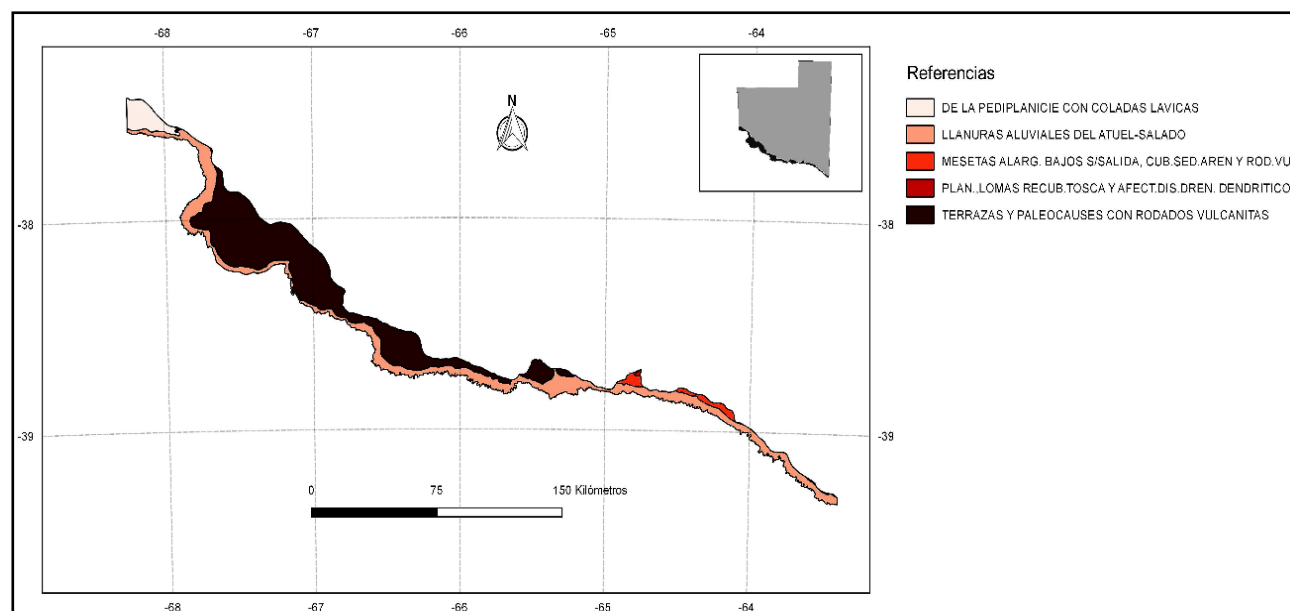 -68 -67 -66 -65 -64
N
-38 -38
-39 -39
0 75 150 Kilómetros
-68 -67 -66 -65 -64
Referencias
DE LA PEDIPLANICIE CON COLADAS LAVICAS
LLANURAS ALUVIALES DEL ATUEL-SALADO
MESETAS ALARG. BAJOS S/SALIDA, CUB.SED.AREN Y ROD.VU
PLAN.,LOMAS RECUB.TOSCA Y AFECT.DIS.DREN. DENDRITICO
TERRAZAS Y PALEOCAUSES CON RODADOS VULCANITAS